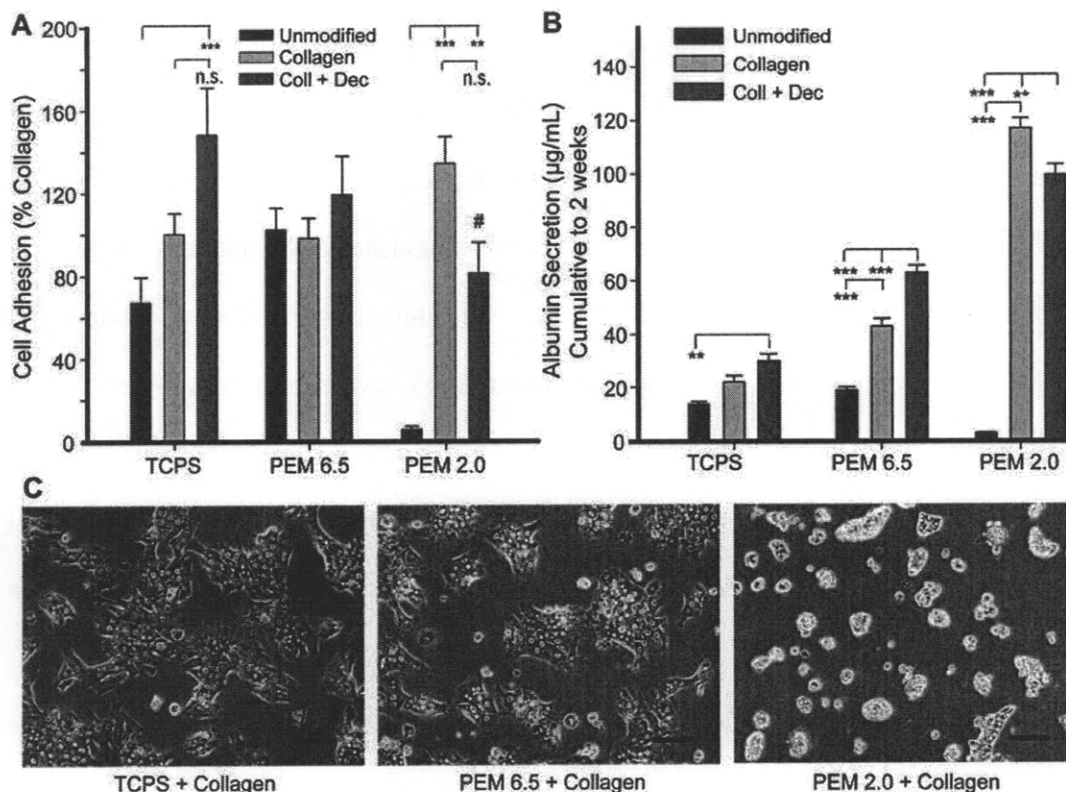 A
Cell Adhesion (% Collagen)
200
160
120
80
40
0
Unmodified
Collagen
Coll + Dec
***
n.s.
*** **
n.s.
#
TCPS PEM 6.5 PEM 2.0
B
Albumin Secretion (µg/mL)
Cumulative to 2 weeks
140
120
100
80
60
40
20
0
Unmodified
Collagen
Coll + Dec
**
*** ***
***
*** **
***
TCPS PEM 6.5 PEM 2.0
C
TCPS + Collagen PEM 6.5 + Collagen PEM 2.0 + Collagen